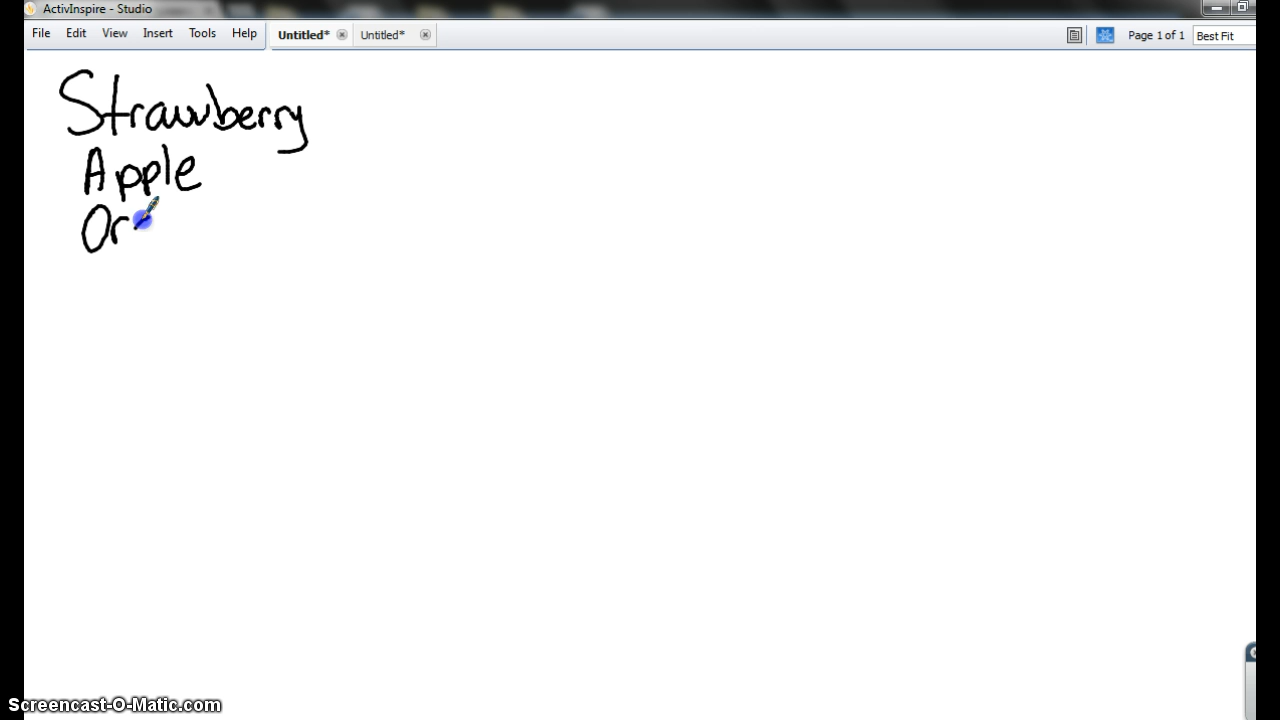 ActivInspire - Studio
File Edit View Insert Tools Help Untitled* Untitled* Page 1 of 1 Best Fit
Strawberry
Apple
Or
Screencast-O-Matic.com